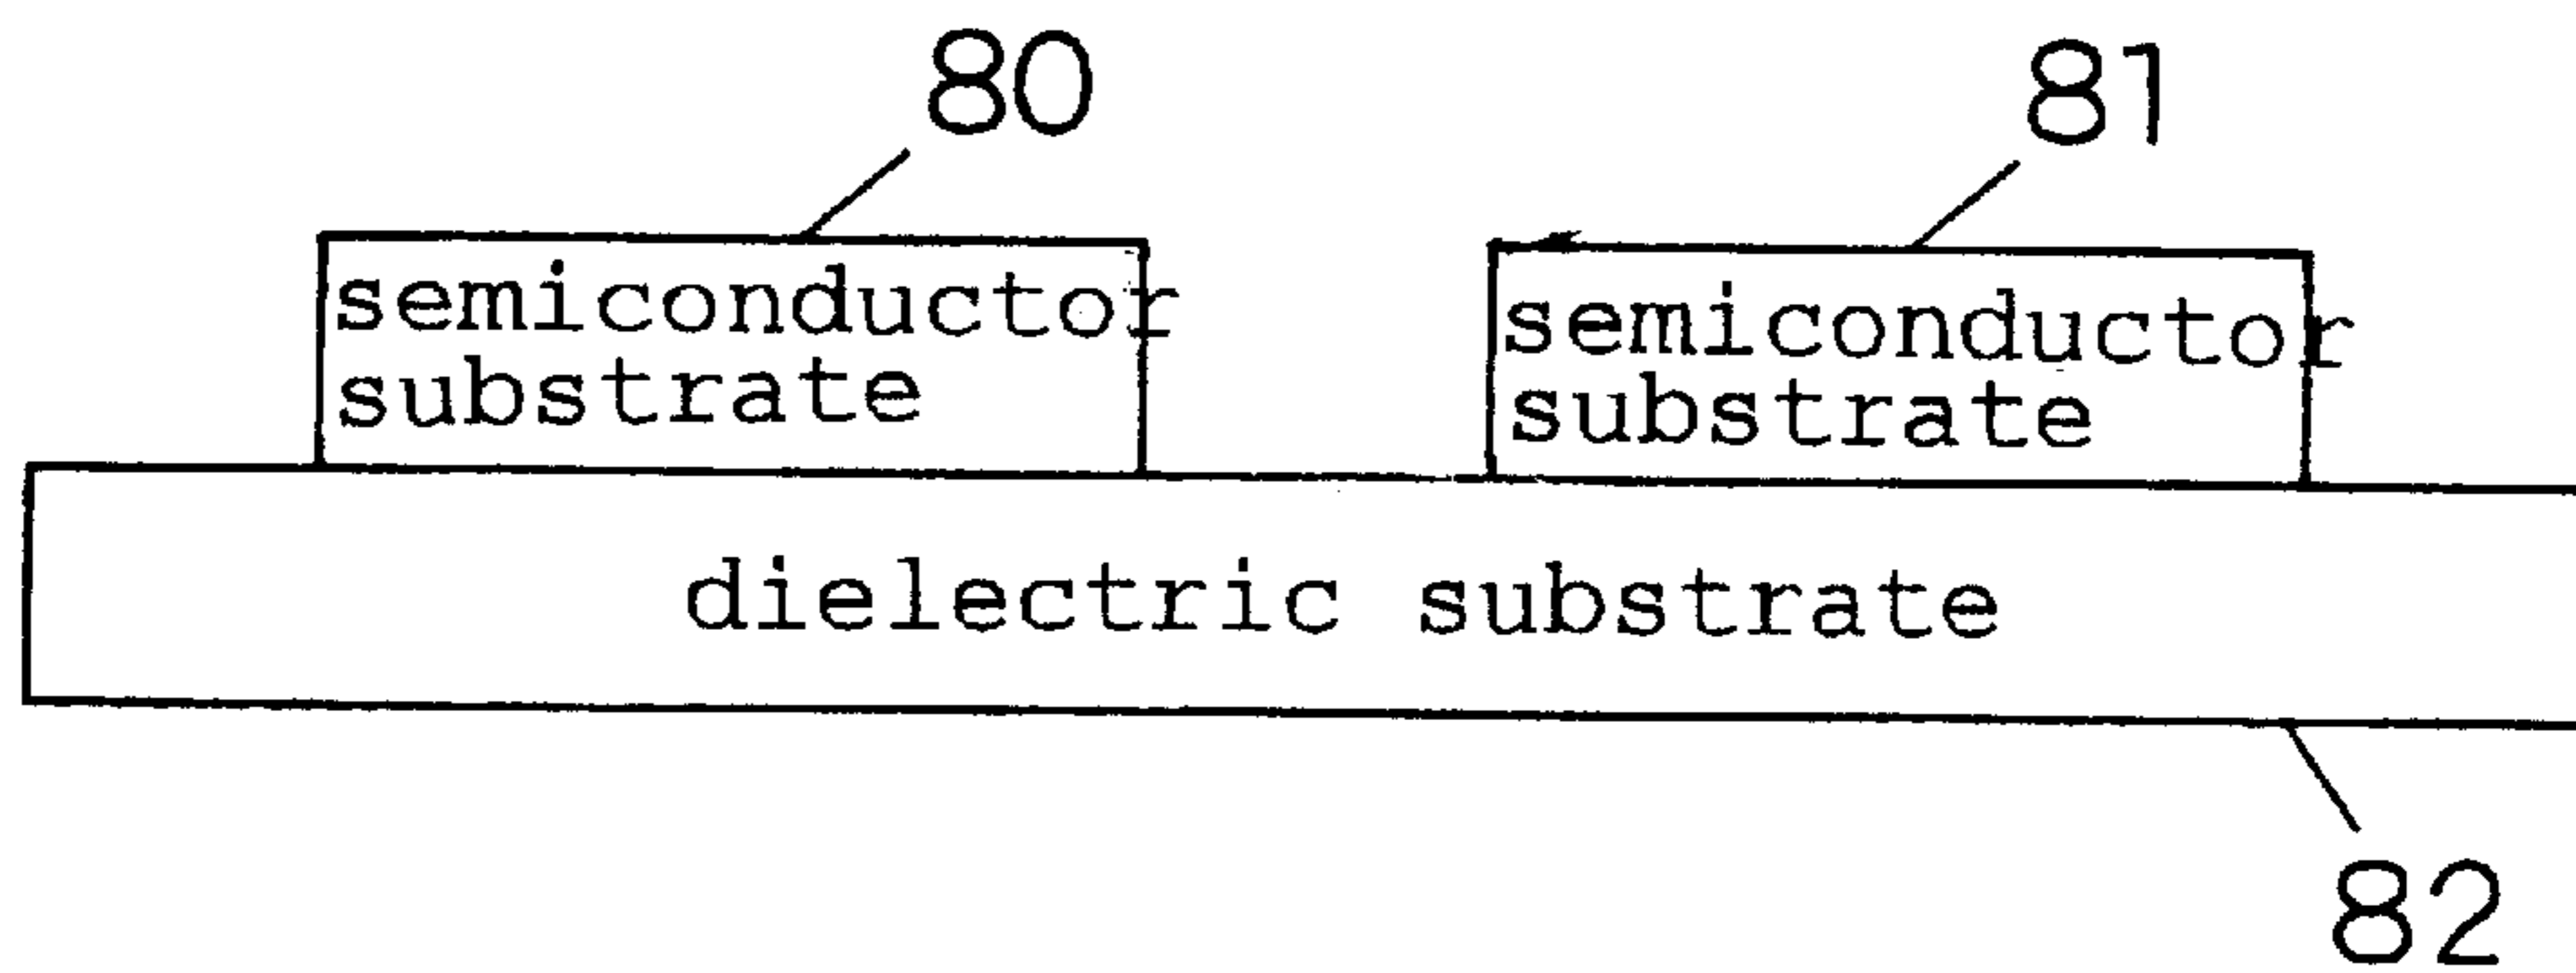 80
81
semiconductor
substrate
semiconductor
substrate
dielectric substrate
82